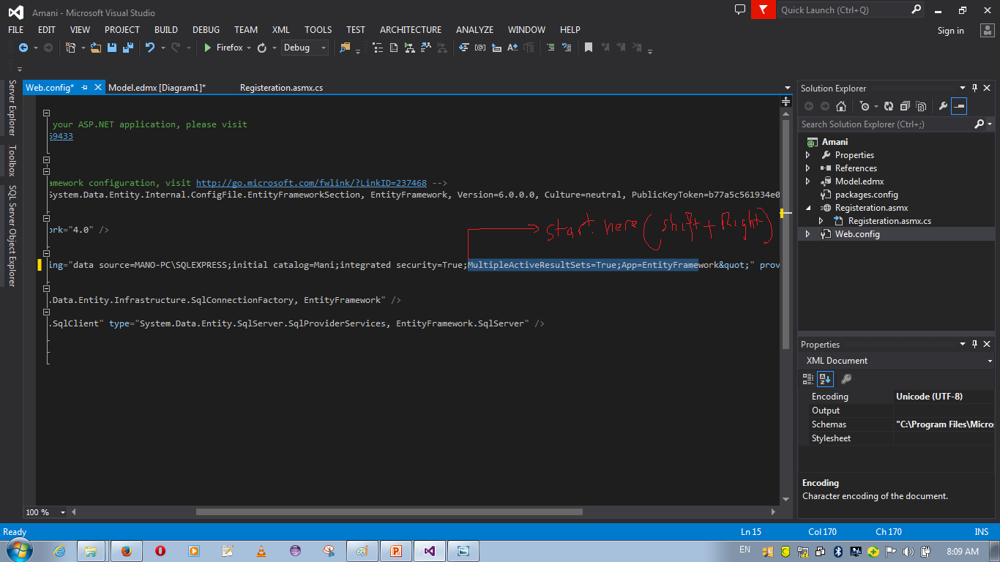 Amani - Microsoft Visual Studio
Quick Launch (Ctrl+Q)
FILE EDIT VIEW PROJECT BUILD DEBUG TEAM XML TOOLS TEST ARCHITECTURE ANALYZE WINDOW HELP
Sign in
Firefox
Debug
Web.config*
Model.edmx [Diagram1]*
Registeration.asmx.cs
Server Explorer
Toolbox
SQL Server Object Explorer
your ASP.NET application, please visit
69433
amework configuration, visit http://go.microsoft.com/fwlink/?LinkID=237468 -->
System.Data.Entity.Internal.ConfigFile.EntityFrameworkSection, EntityFramework, Version=6.0.0.0, Culture=neutral, PublicKeyToken=b77a5c561934e0
start here (shift + Right)
ork="4.0" />
ing="data source=MANO-PC\SQLEXPRESS;initial catalog=Mani;integrated security=True;MultipleActiveResultSets=True;App=EntityFramework&quot;" prov
.Data.Entity.Infrastructure.SqlConnectionFactory, EntityFramework" />
.SqlClient" type="System.Data.Entity.SqlServer.SqlProviderServices, EntityFramework.SqlServer" />
100 %
Solution Explorer
Search Solution Explorer (Ctrl+;)
Amani
Properties
References
Model.edmx
packages.config
Registeration.asmx
Registeration.asmx.cs
Web.config
Properties
XML Document
Encoding Unicode (UTF-8)
Output
Schemas "C:\Program Files\Micros
Stylesheet
Encoding
Character encoding of the document.
Ready
Ln 15
Col 170
Ch 170
INS
EN
8:09 AM